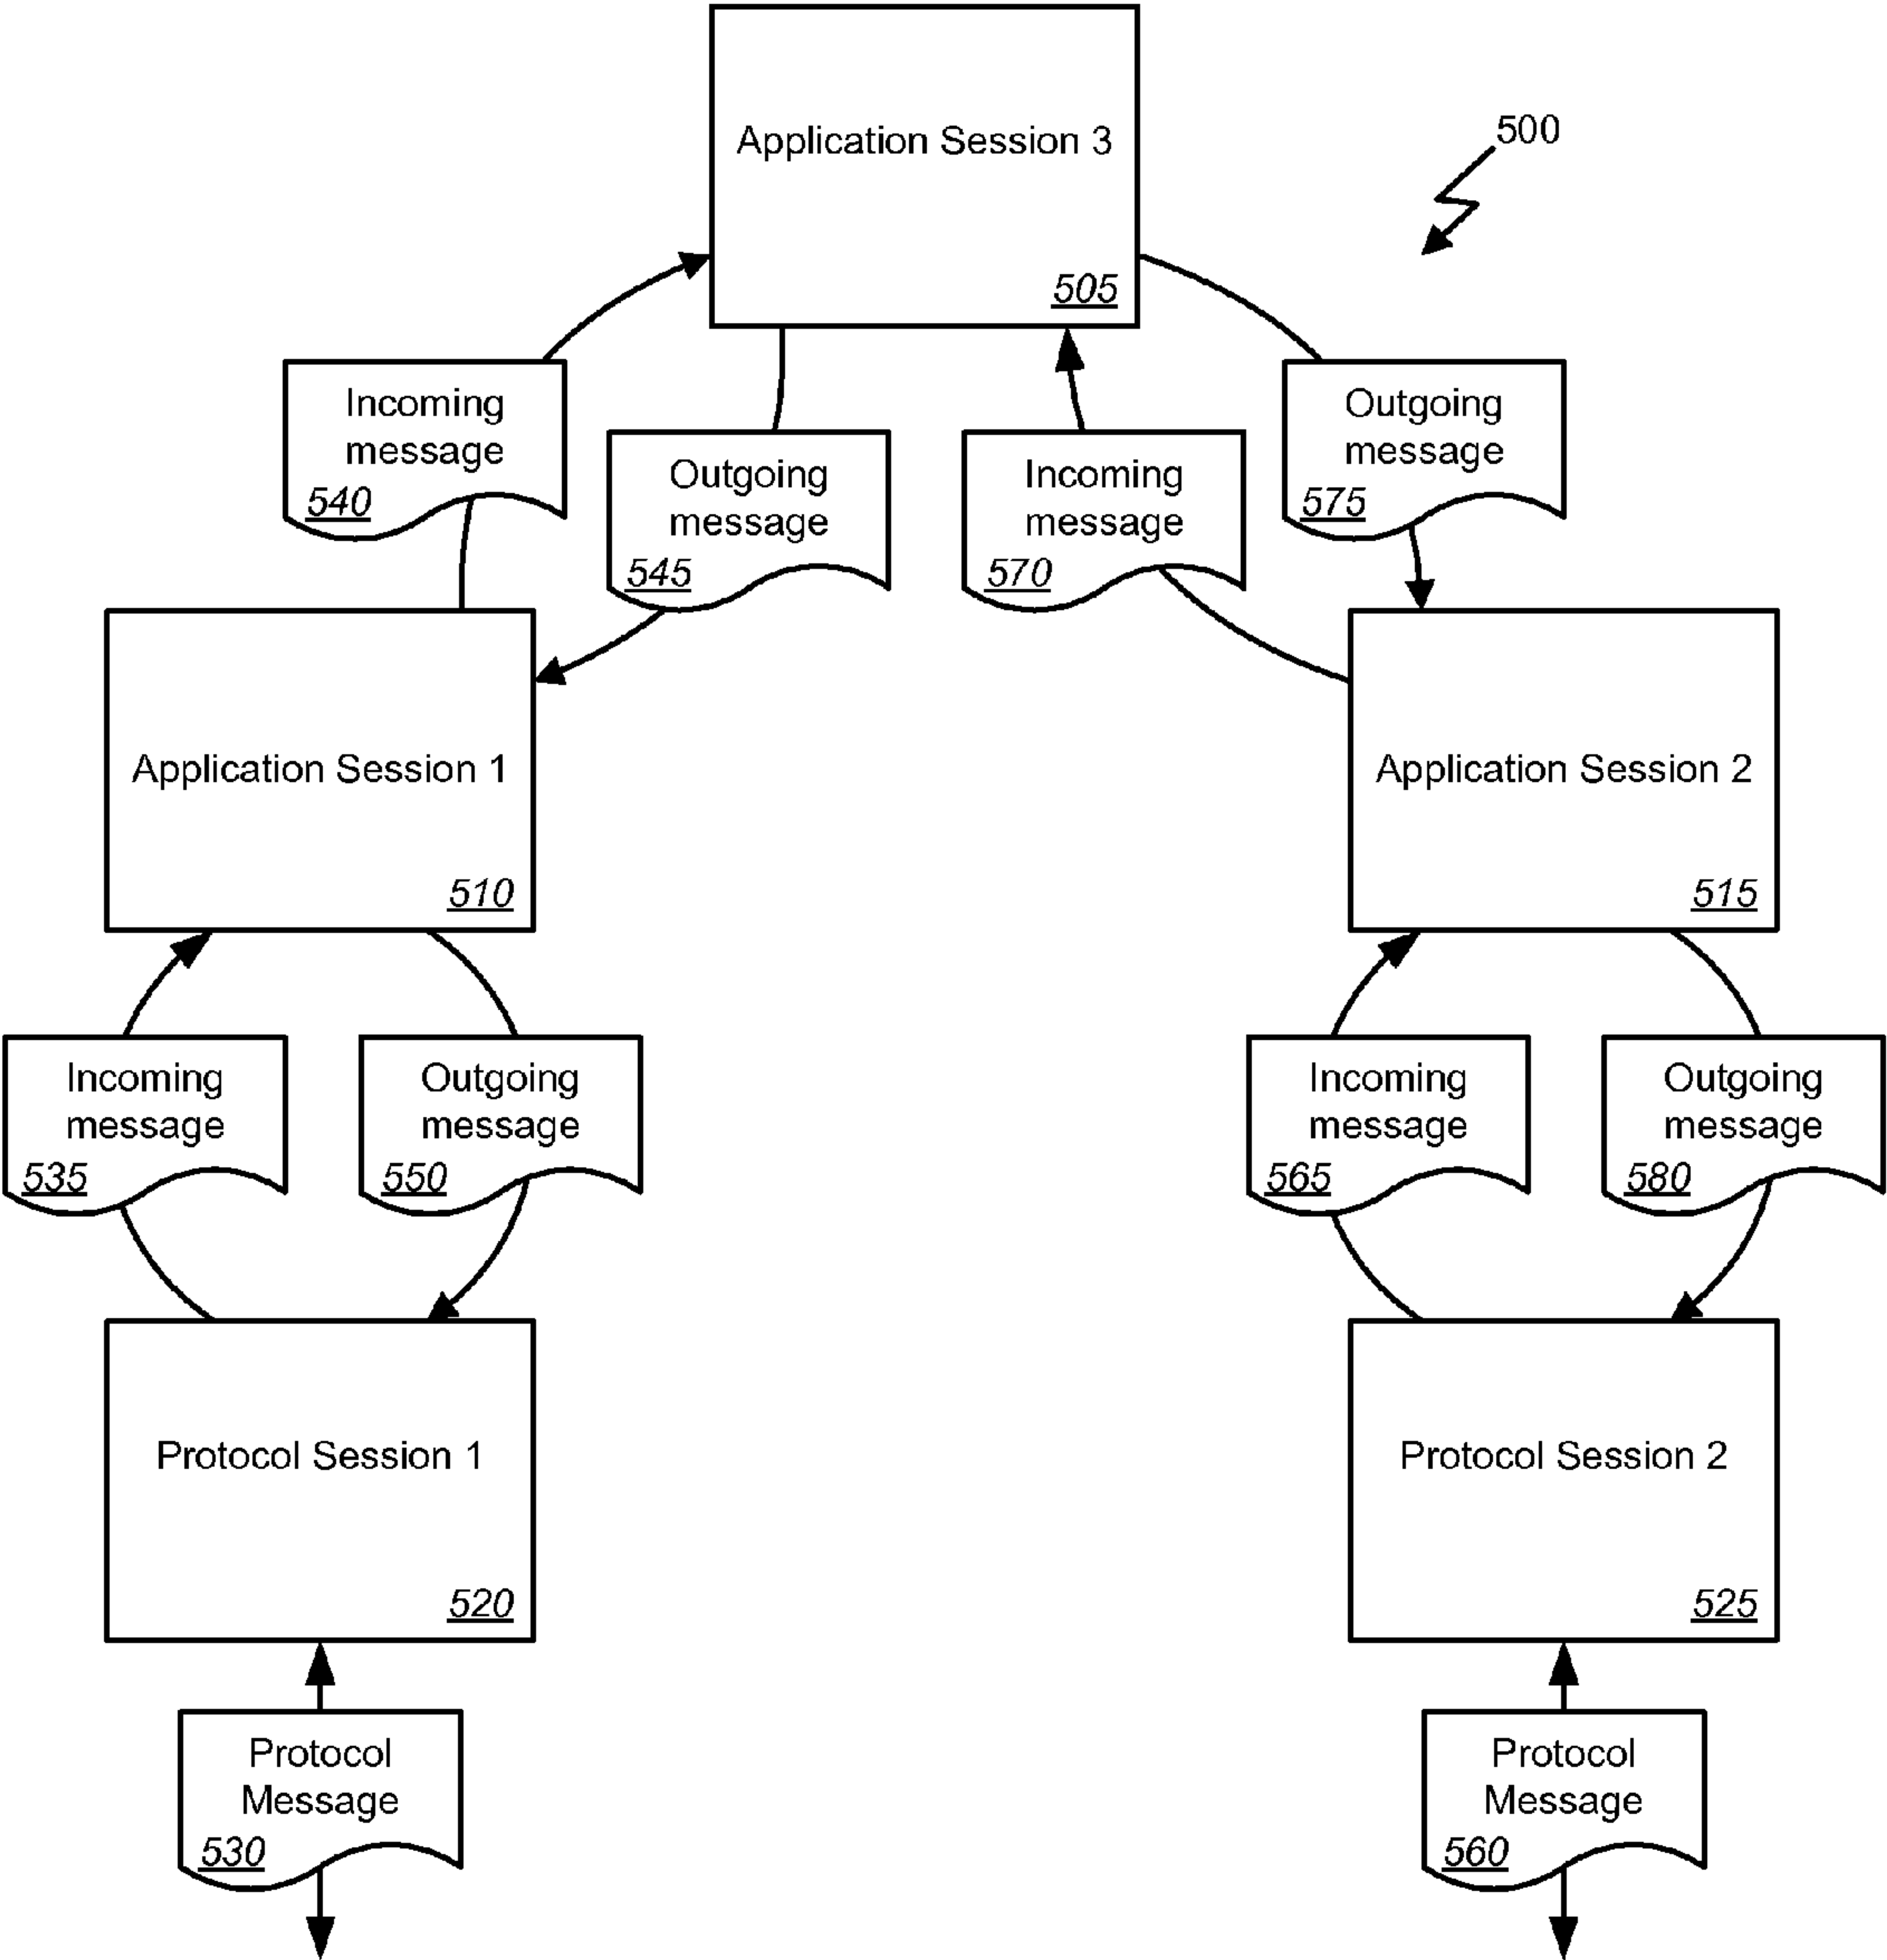 Application Session 3
505
500
Incoming
message
540
Outgoing
message
545
Incoming
message
570
Outgoing
message
575
Application Session 1
510
Application Session 2
515
Incoming
message
535
Outgoing
message
550
Incoming
message
565
Outgoing
message
580
Protocol Session 1
520
Protocol Session 2
525
Protocol
Message
530
Protocol
Message
560